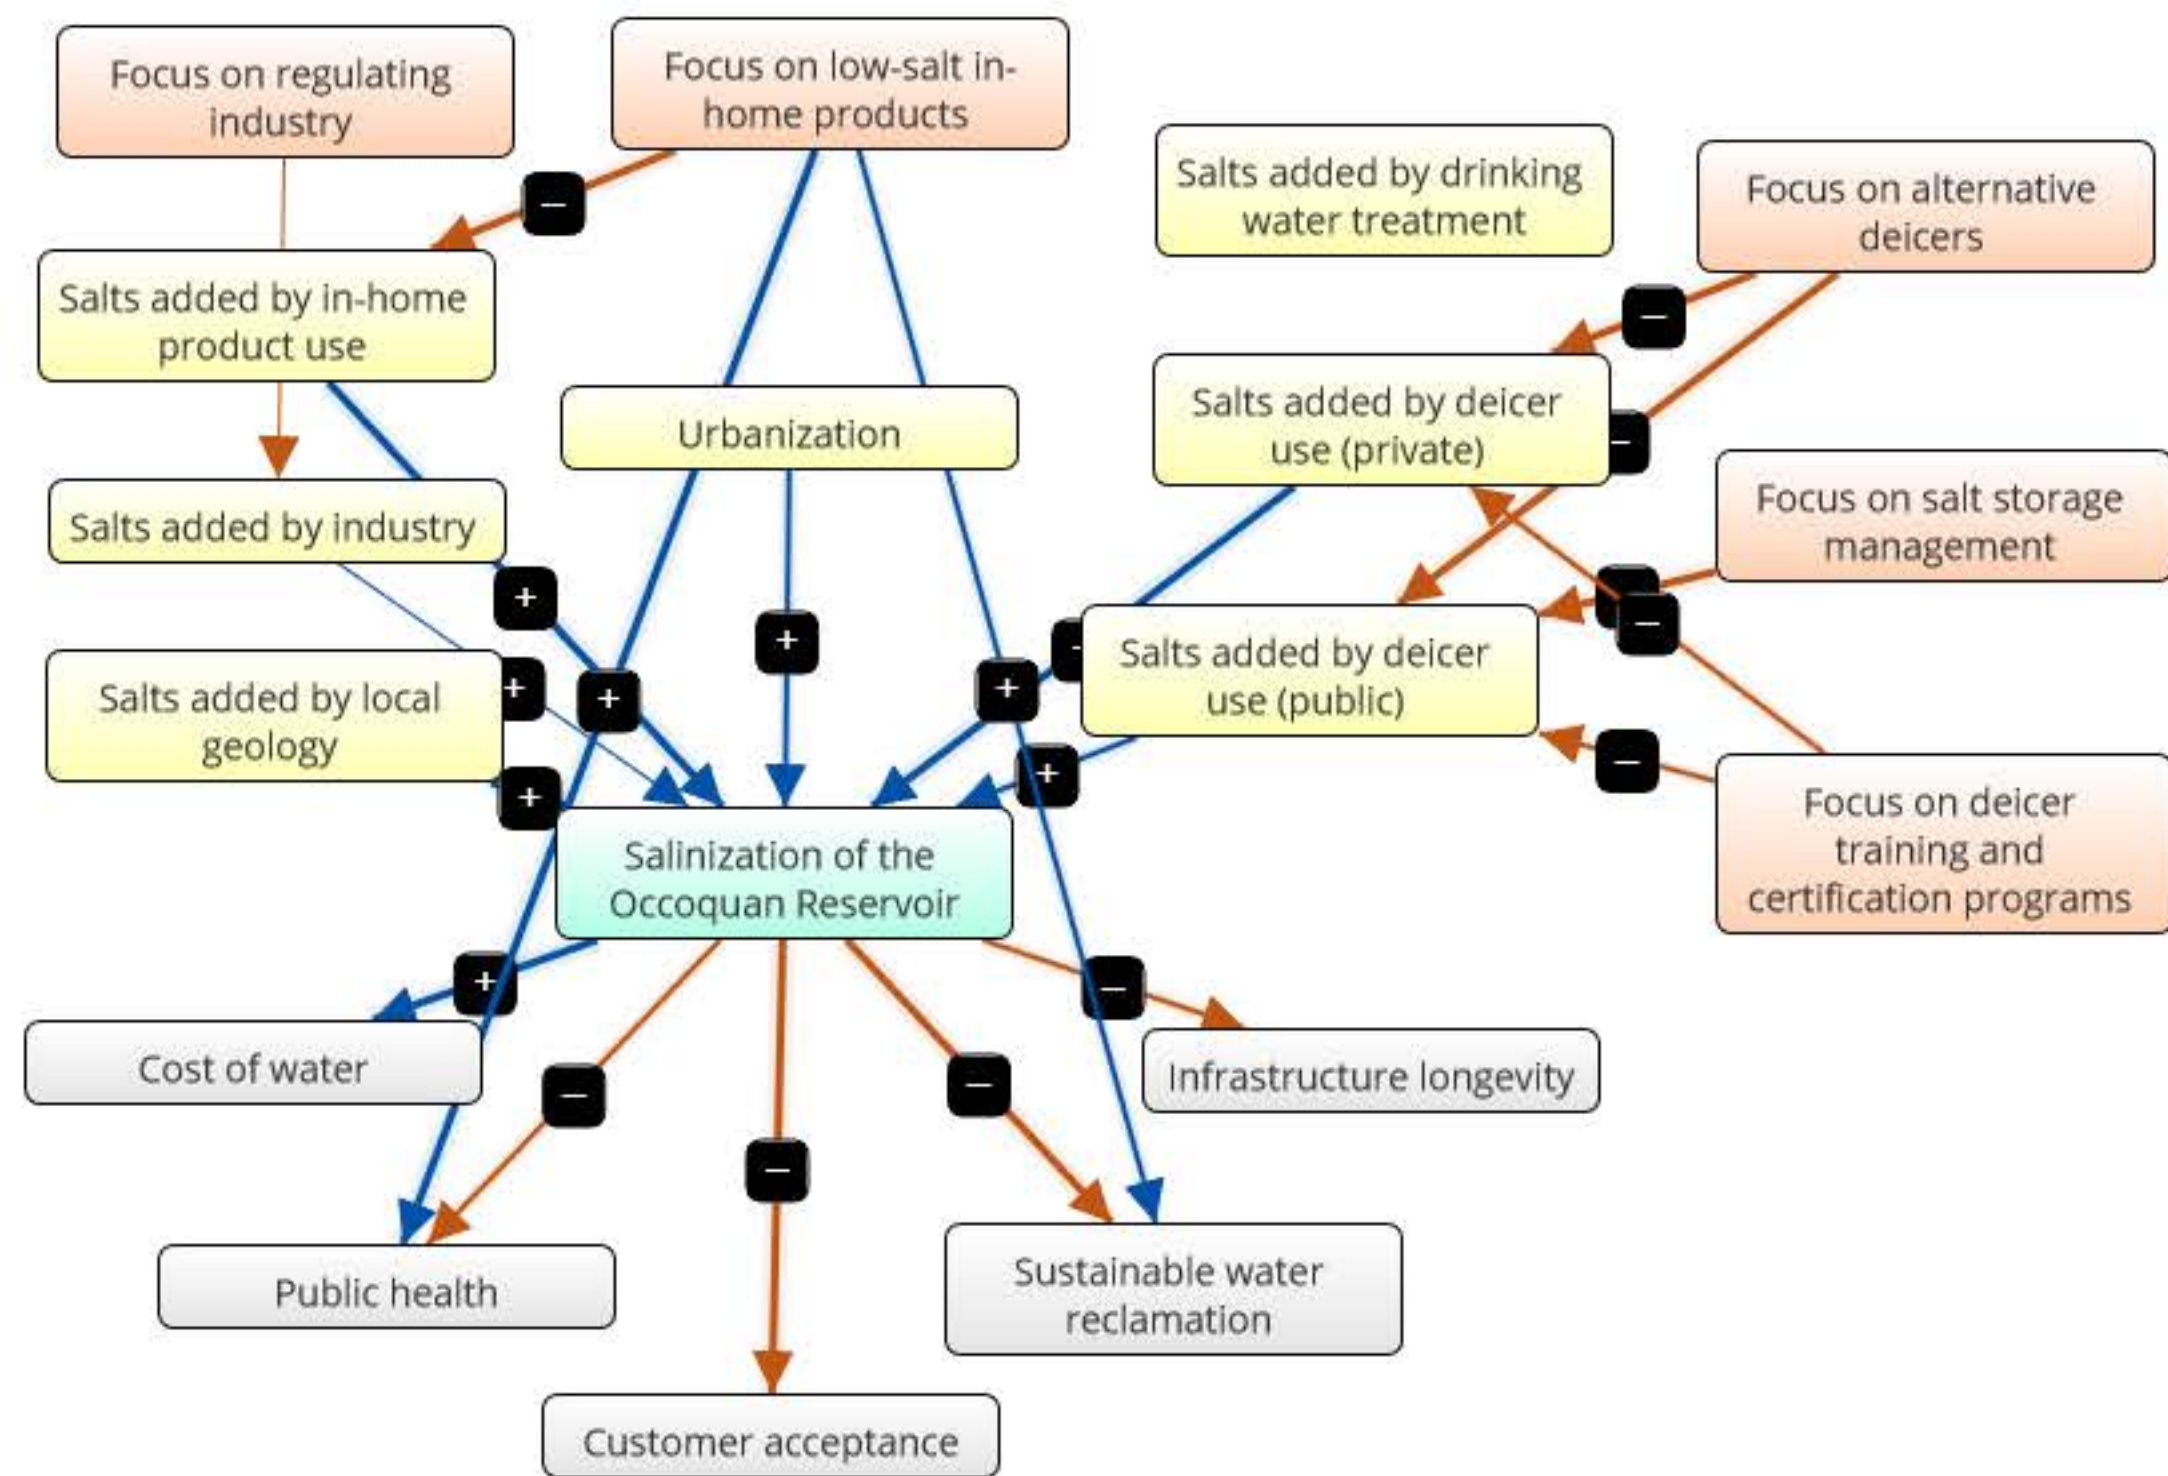 Focus on regulating
industry
Focus on low-salt in-
home products
Salts added by drinking
water treatment
Focus on alternative
deicers
–
Salts added by in-home
product use
–
Salts added by deicer
use (private)
–
Urbanization
Salts added by industry
Focus on salt storage
management
+
+
–
Salts added by deicer
use (public)
Salts added by local
geology
+
+
+
+
–
+
Focus on deicer
training and
certification programs
Salinization of the
Occoquan Reservoir
+
–
Cost of water
Infrastructure longevity
–
–
–
Public health
Sustainable water
reclamation
Customer acceptance